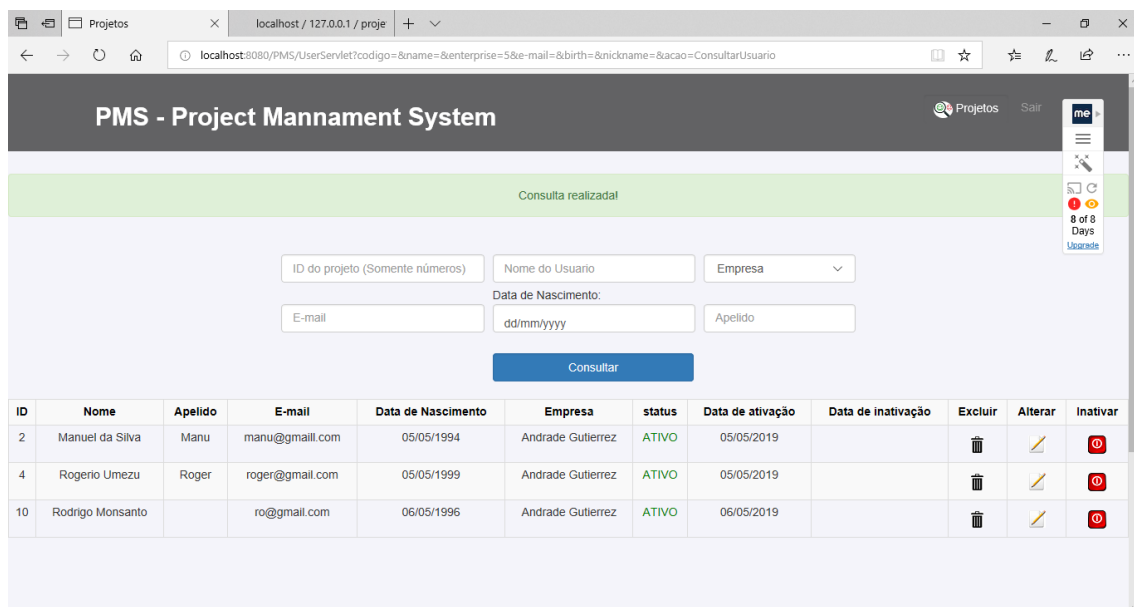 Projetos
localhost / 127.0.0.1 / proje
localhost:8080/PMS/UserServlet?codigo=&name=&enterprise=5&e-mail=&birth=&nickname=&acao=ConsultarUsuario
PMS - Project Mannament System
Projetos Sair
me
Consulta realizada!
8 of 8
Days
Upgrade
ID do projeto (Somente números) Nome do Usuario Empresa
Data de Nascimento:
E-mail dd/mm/yyyy Apelido
Consultar
ID Nome Apelido E-mail Data de Nascimento Empresa status Data de ativação Data de inativação Excluir Alterar Inativar
2 Manuel da Silva Manu manu@gmaill.com 05/05/1994 Andrade Gutierrez ATIVO 05/05/2019
4 Rogerio Umezu Roger roger@gmail.com 05/05/1999 Andrade Gutierrez ATIVO 05/05/2019
10 Rodrigo Monsanto ro@gmail.com 06/05/1996 Andrade Gutierrez ATIVO 06/05/2019